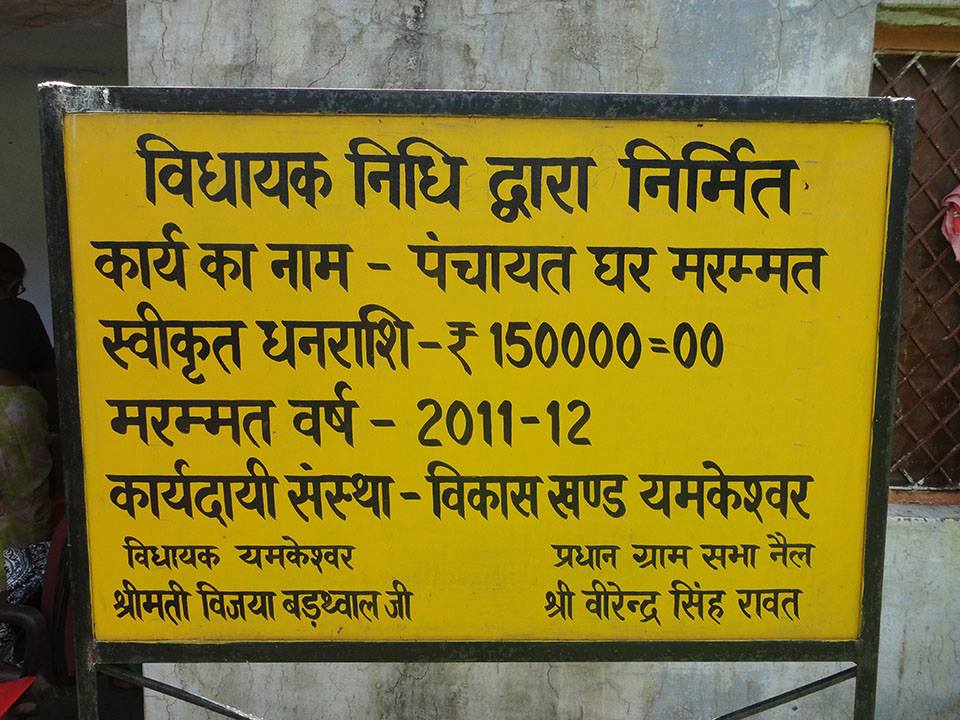 विधायक निधि द्वारा निर्मित
कार्य का नाम - पंचायत घर मरम्मत
स्वीकृत धनराशि - ₹ 150000=00
मरम्मत वर्ष - 2011-12
कार्यदायी संस्था - विकास खण्ड यमकेश्वर
विधायक यमकेश्वर प्रधान ग्राम सभा नैल
श्रीमती विजया बड़थ्वाल जी श्री वीरेन्द्र सिंह रावत